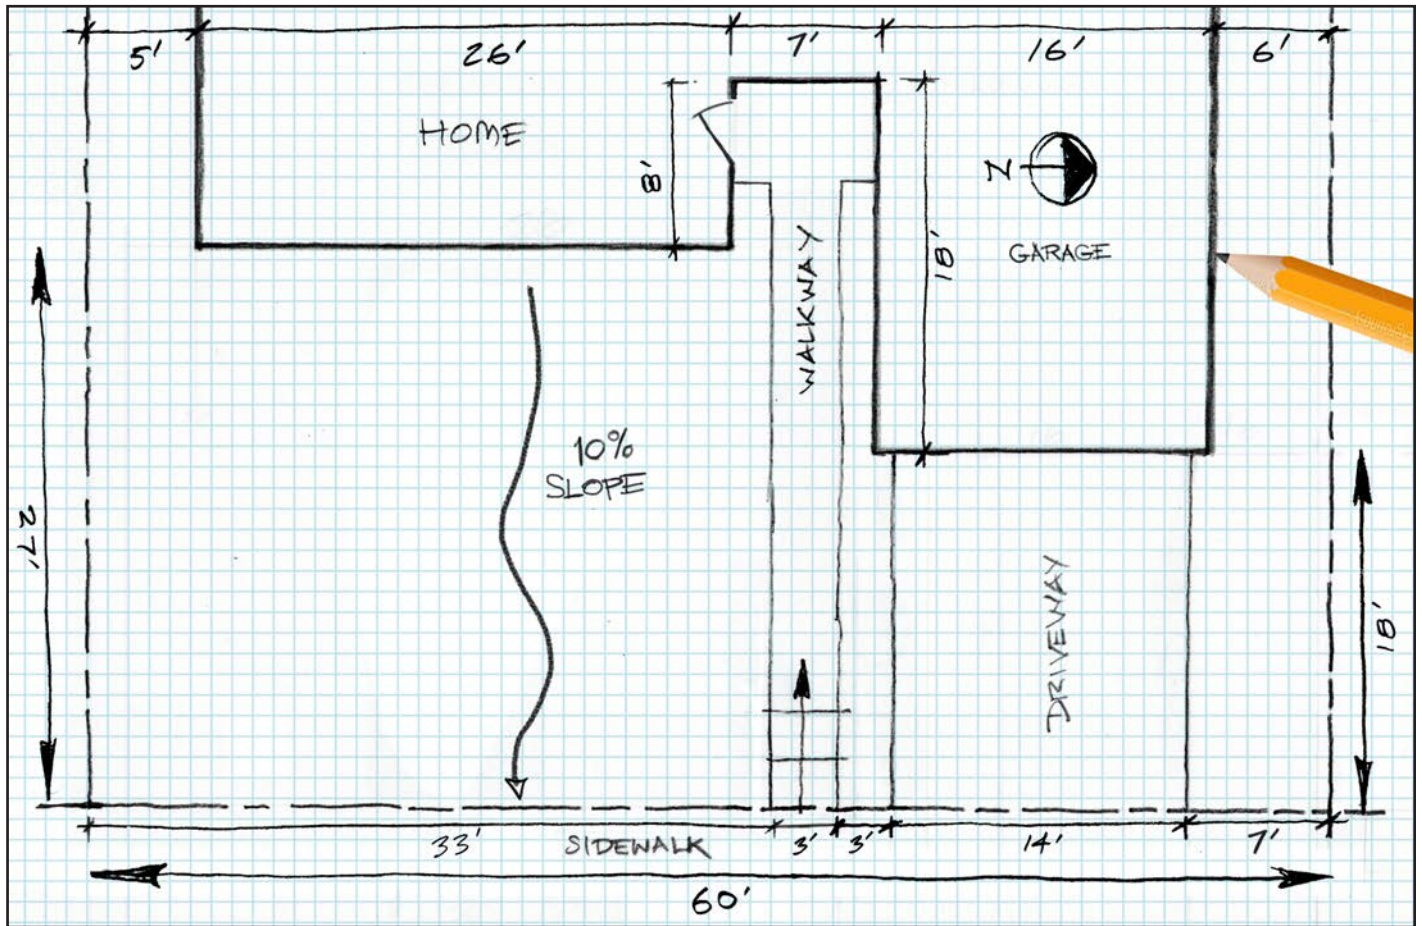 5' 26' 7' 16' 6'
HOME
8'
N
GARAGE
18'
WALKWAY
10%
SLOPE
27'
DRIVEWAY
18'
33' SIDEWALK 3' 3' 14' 7'
60'